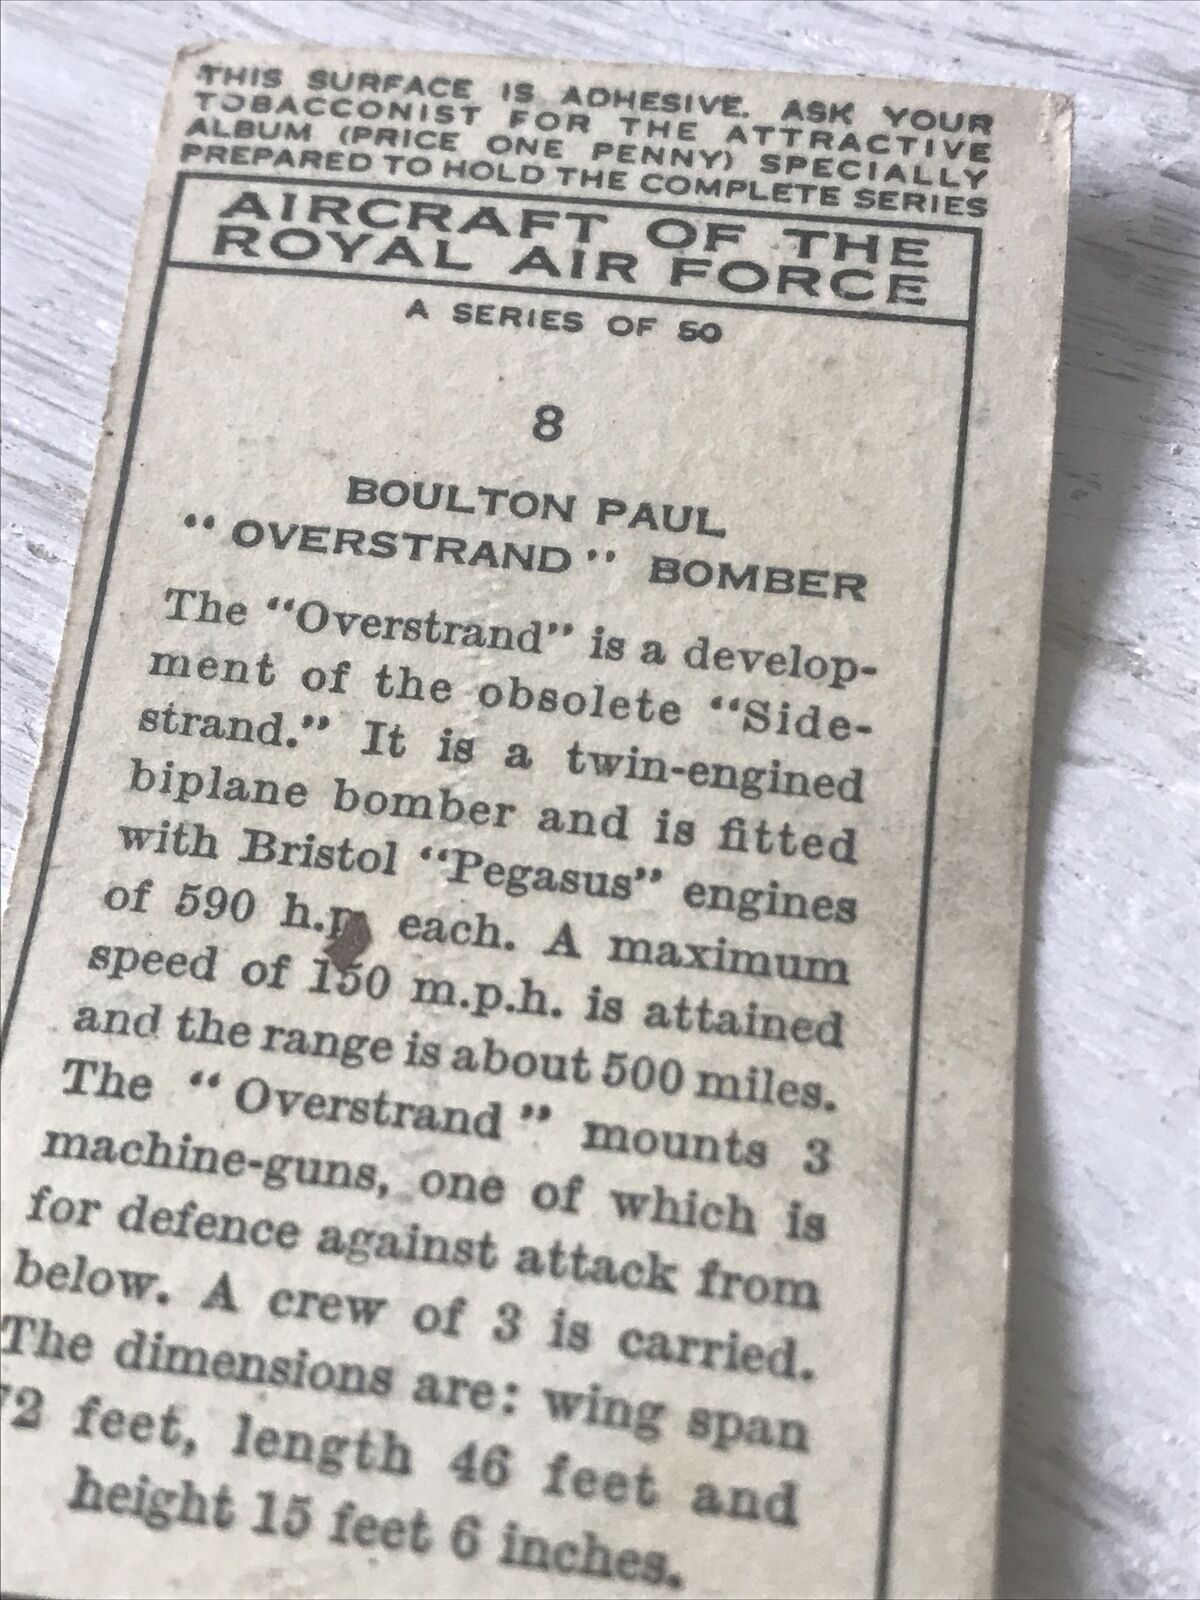 THIS SURFACE IS ADHESIVE. ASK YOUR
TOBACCONIST FOR THE ATTRACTIVE
ALBUM (PRICE ONE PENNY) SPECIALLY
PREPARED TO HOLD THE COMPLETE SERIES
AIRCRAFT OF THE
ROYAL AIR FORCE
A SERIES OF 50
8
BOULTON PAUL
“OVERSTRAND” BOMBER
The “Overstrand” is a develop-
ment of the obsolete “Side-
strand.” It is a twin-engined
biplane bomber and is fitted
with Bristol “Pegasus” engines
of 590 h.p. each. A maximum
speed of 150 m.p.h. is attained
and the range is about 500 miles.
The “Overstrand” mounts 3
machine-guns, one of which is
for defence against attack from
below. A crew of 3 is carried.
The dimensions are: wing span
72 feet, length 46 feet and
height 15 feet 6 inches.